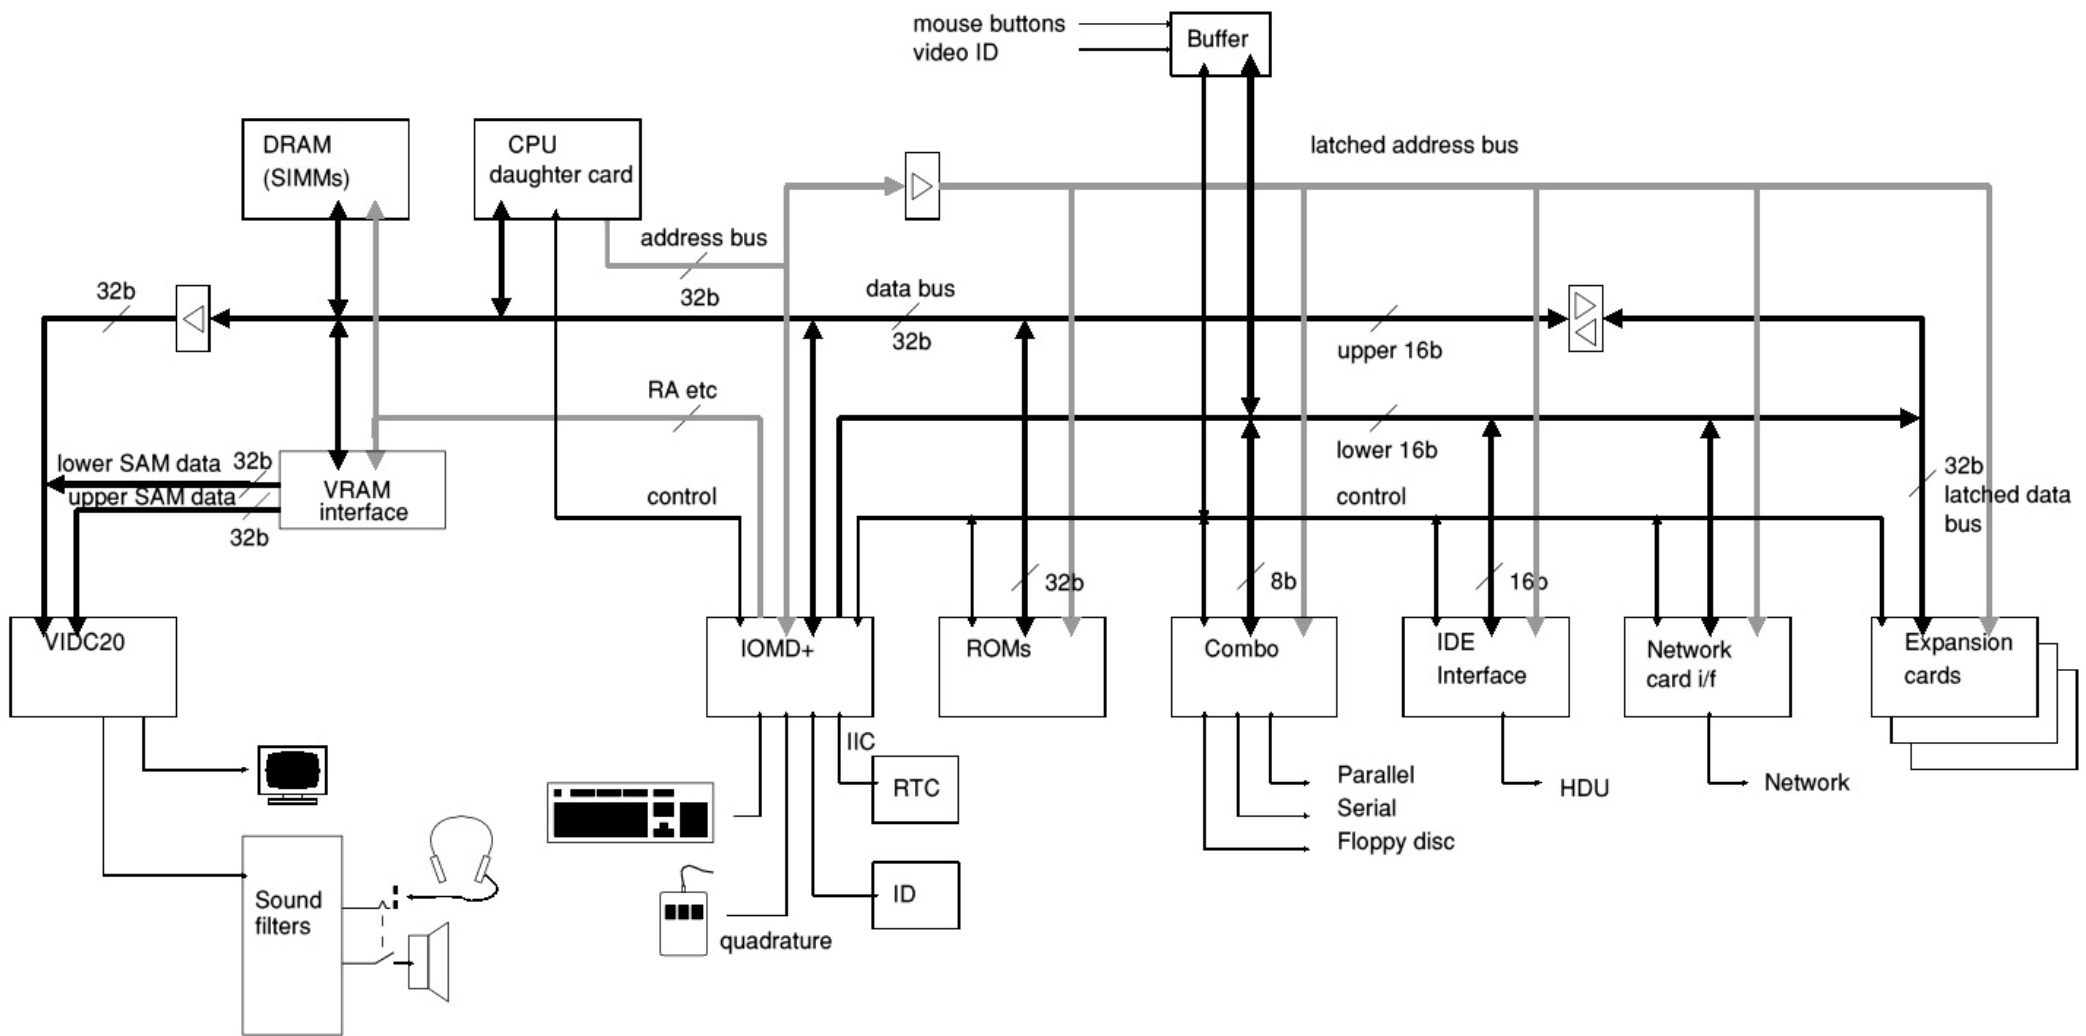 mouse buttons
video ID
Buffer
DRAM
(SIMMs)
CPU
daughter card
latched address bus
address bus
32b
32b
data bus
32b
upper 16b
RA etc
lower 16b
lower SAM data
32b
upper SAM data
32b
VRAM
interface
control
control
32b
latched data
bus
32b
8b
16b
VIDC20
IOMD+
ROMs
Combo
IDE
Interface
Network
card i/f
Expansion
cards
IIC
RTC
ID
quadrature
Parallel
Serial
Floppy disc
HDU
Network
Sound
filters